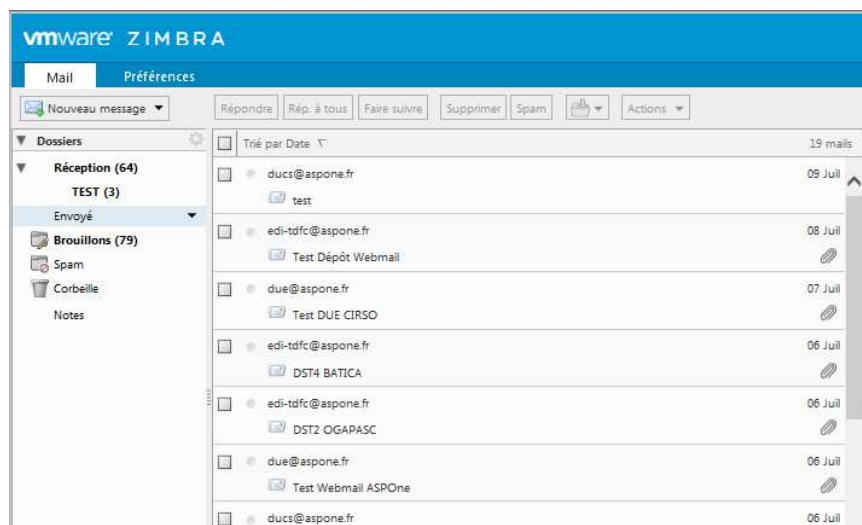 vmware ZIMBRA
Mail Préférences
Nouveau message Répondre Rép. à tous Faire suivre Supprimer Spam Actions
Dossiers
Réception (64)
TEST (3)
Envoyé
Brouillons (79)
Spam
Corbeille
Notes
Trié par Date 19 mails
ducs@aspone.fr 09 Juil
test
edi-tdfc@aspone.fr 08 Juil
Test Dépôt Webmail
due@aspone.fr 07 Juil
Test DUE CIRSO
edi-tdfc@aspone.fr 06 Juil
DST4 BATICA
edi-tdfc@aspone.fr 06 Juil
DST2 OGAPASC
due@aspone.fr 06 Juil
Test Webmail ASPOne
ducs@aspone.fr 06 Juil